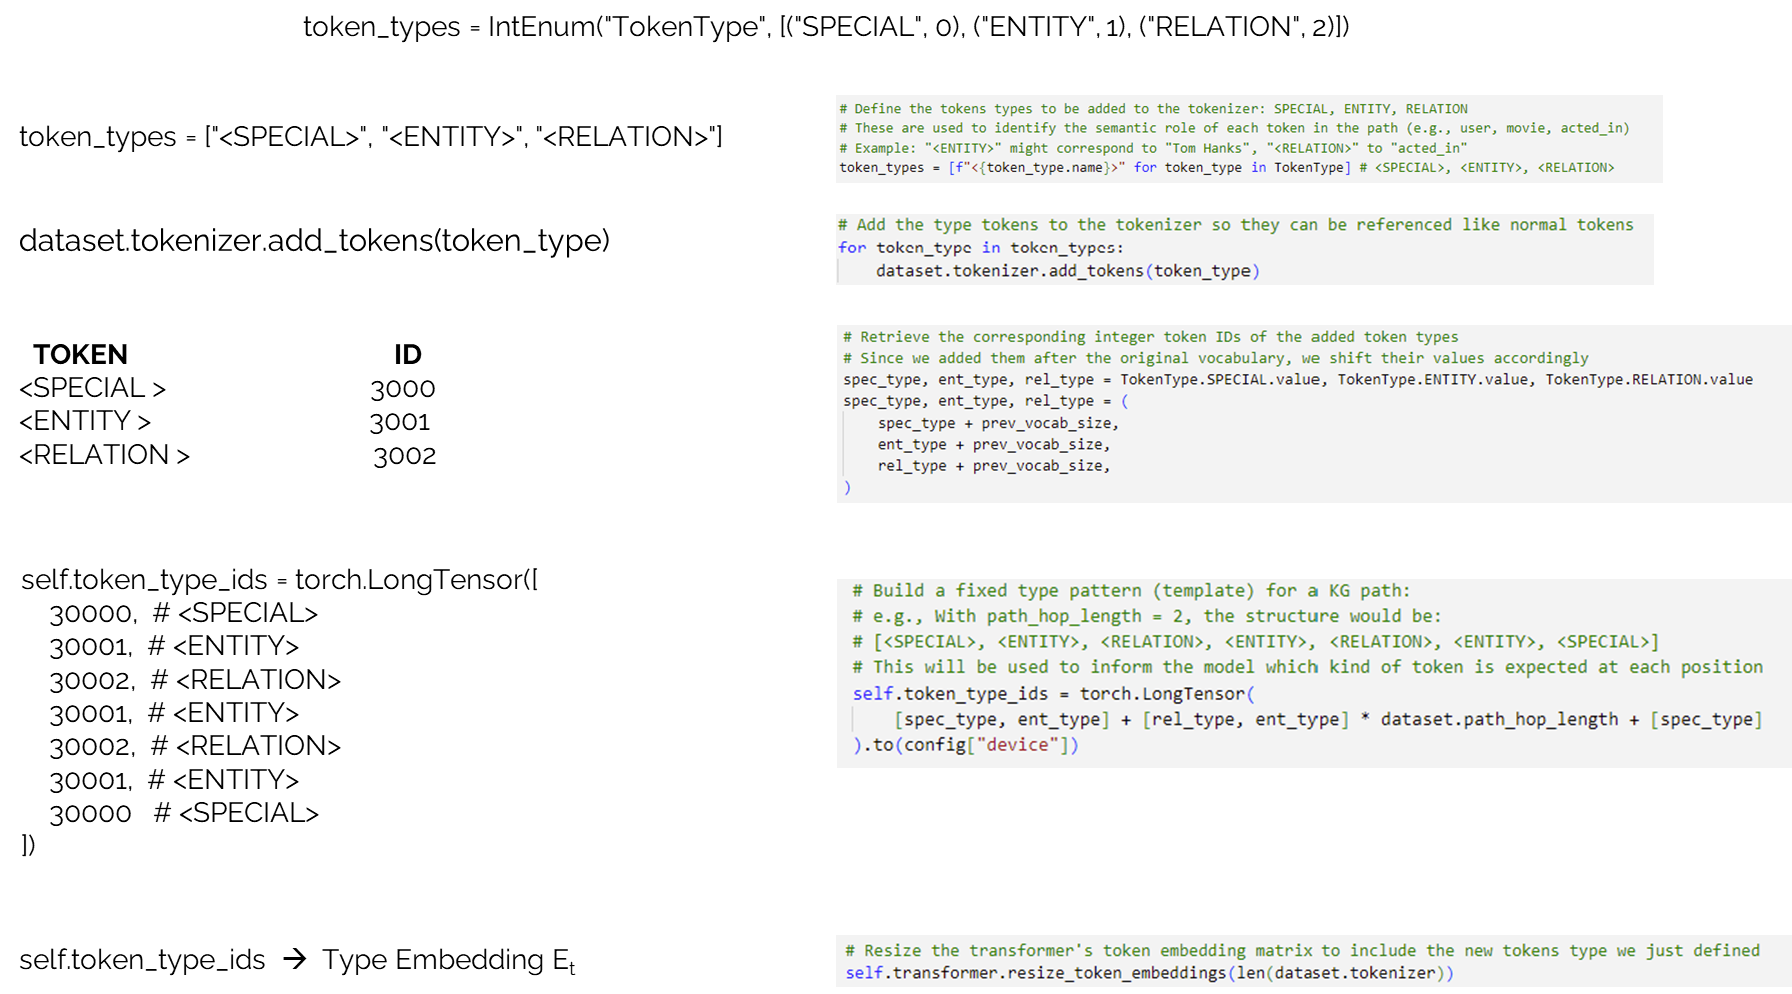 token_types = IntEnum("TokenType", [("SPECIAL", 0), ("ENTITY", 1), ("RELATION", 2)])
token_types = ["<SPECIAL>", "<ENTITY>", "<RELATION>"]
# Define the tokens types to be added to the tokenizer: SPECIAL, ENTITY, RELATION
# These are used to identify the semantic role of each token in the path (e.g., user, movie, acted_in)
# Example: "<ENTITY>" might correspond to "Tom Hanks", "<RELATION>" to "acted_in"
token_types = [f"<{token_type.name}>" for token_type in TokenType] # <SPECIAL>, <ENTITY>, <RELATION>
dataset.tokenizer.add_tokens(token_type)
# Add the type tokens to the tokenizer so they can be referenced like normal tokens
for token_type in token_types:
    dataset.tokenizer.add_tokens(token_type)
TOKEN ID
<SPECIAL > 3000
<ENTITY > 3001
<RELATION > 3002
# Retrieve the corresponding integer token IDs of the added token types
# Since we added them after the original vocabulary, we shift their values accordingly
spec_type, ent_type, rel_type = TokenType.SPECIAL.value, TokenType.ENTITY.value, TokenType.RELATION.value
spec_type, ent_type, rel_type = (
    spec_type + prev_vocab_size,
    ent_type + prev_vocab_size,
    rel_type + prev_vocab_size,
)
self.token_type_ids = torch.LongTensor([
    30000, # <SPECIAL>
    30001, # <ENTITY>
    30002, # <RELATION>
    30001, # <ENTITY>
    30002, # <RELATION>
    30001, # <ENTITY>
    30000 # <SPECIAL>
])
# Build a fixed type pattern (template) for a KG path:
# e.g., With path_hop_length = 2, the structure would be:
# [<SPECIAL>, <ENTITY>, <RELATION>, <ENTITY>, <RELATION>, <ENTITY>, <SPECIAL>]
# This will be used to inform the model which kind of token is expected at each position
self.token_type_ids = torch.LongTensor(
    [spec_type, ent_type] + [rel_type, ent_type] * dataset.path_hop_length + [spec_type]
).to(config["device"])
self.token_type_ids → Type Embedding Et
# Resize the transformer's token embedding matrix to include the new tokens type we just defined
self.transformer.resize_token_embeddings(len(dataset.tokenizer))